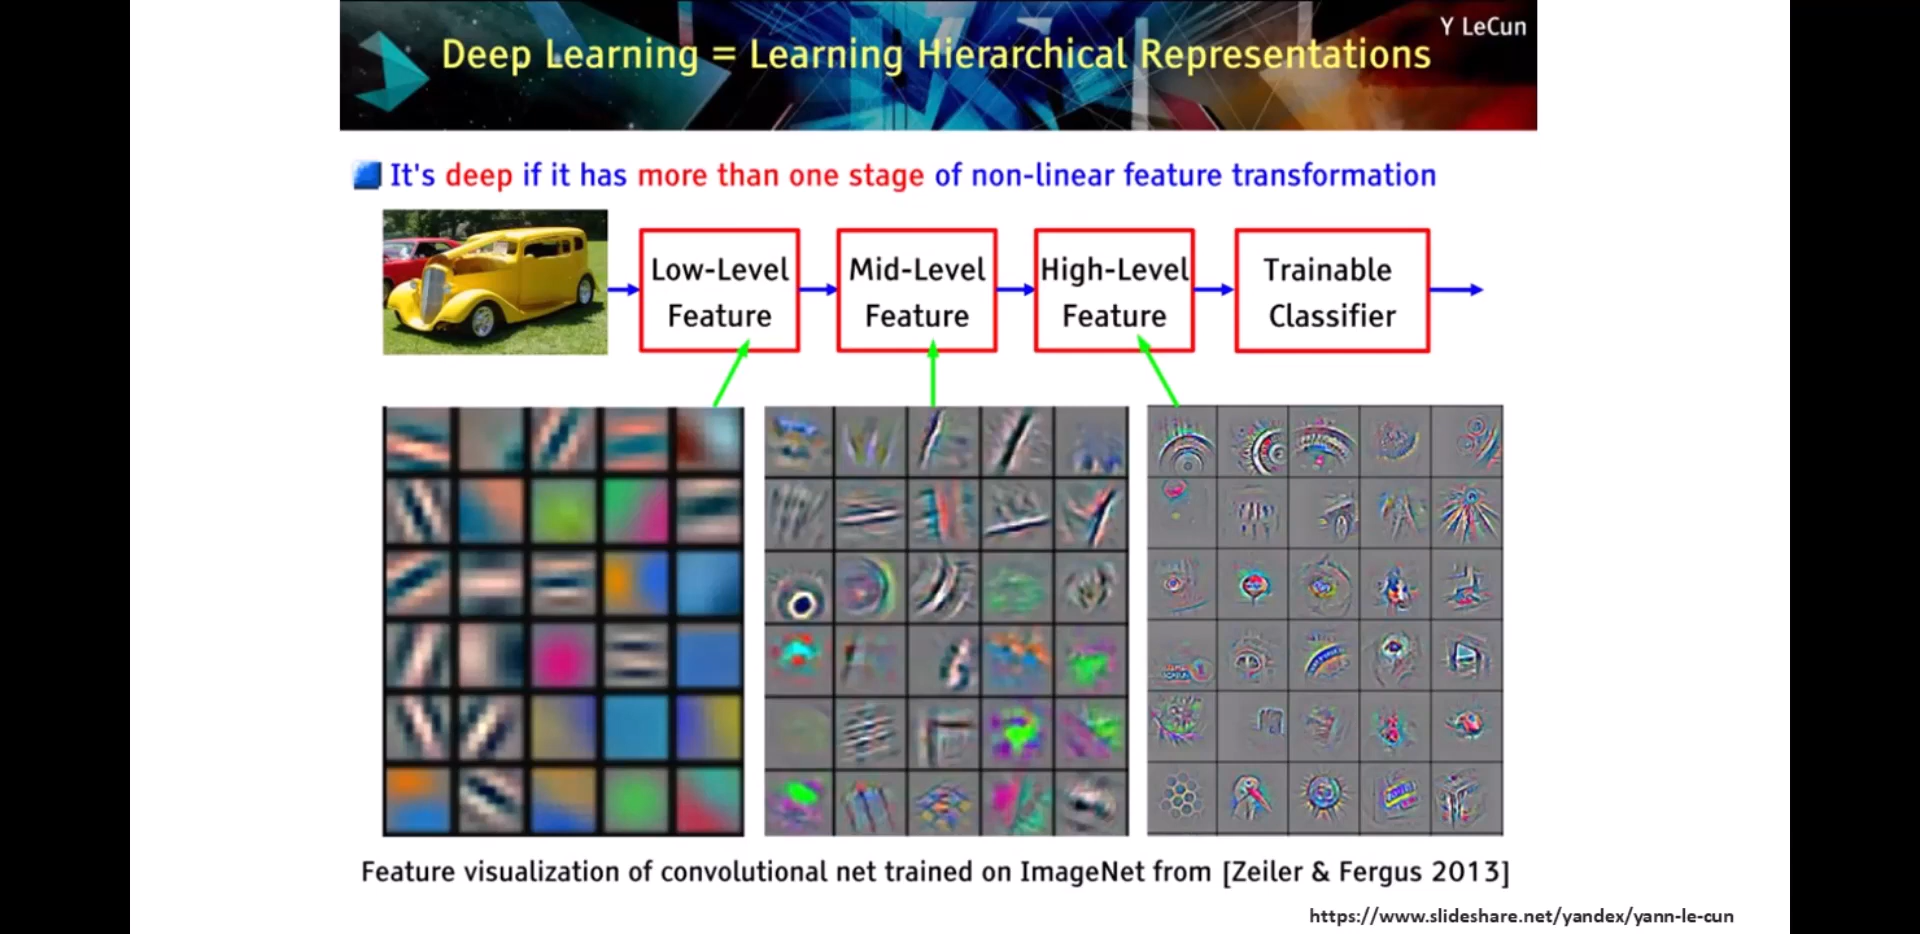 Y LeCun
Deep Learning = Learning Hierarchical Representations
It's deep if it has more than one stage of non-linear feature transformation
Low-Level
Feature
Mid-Level
Feature
High-Level
Feature
Trainable
Classifier
Feature visualization of convolutional net trained on ImageNet from [Zeiler & Fergus 2013]
https://www.slideshare.net/yandex/yann-le-cun